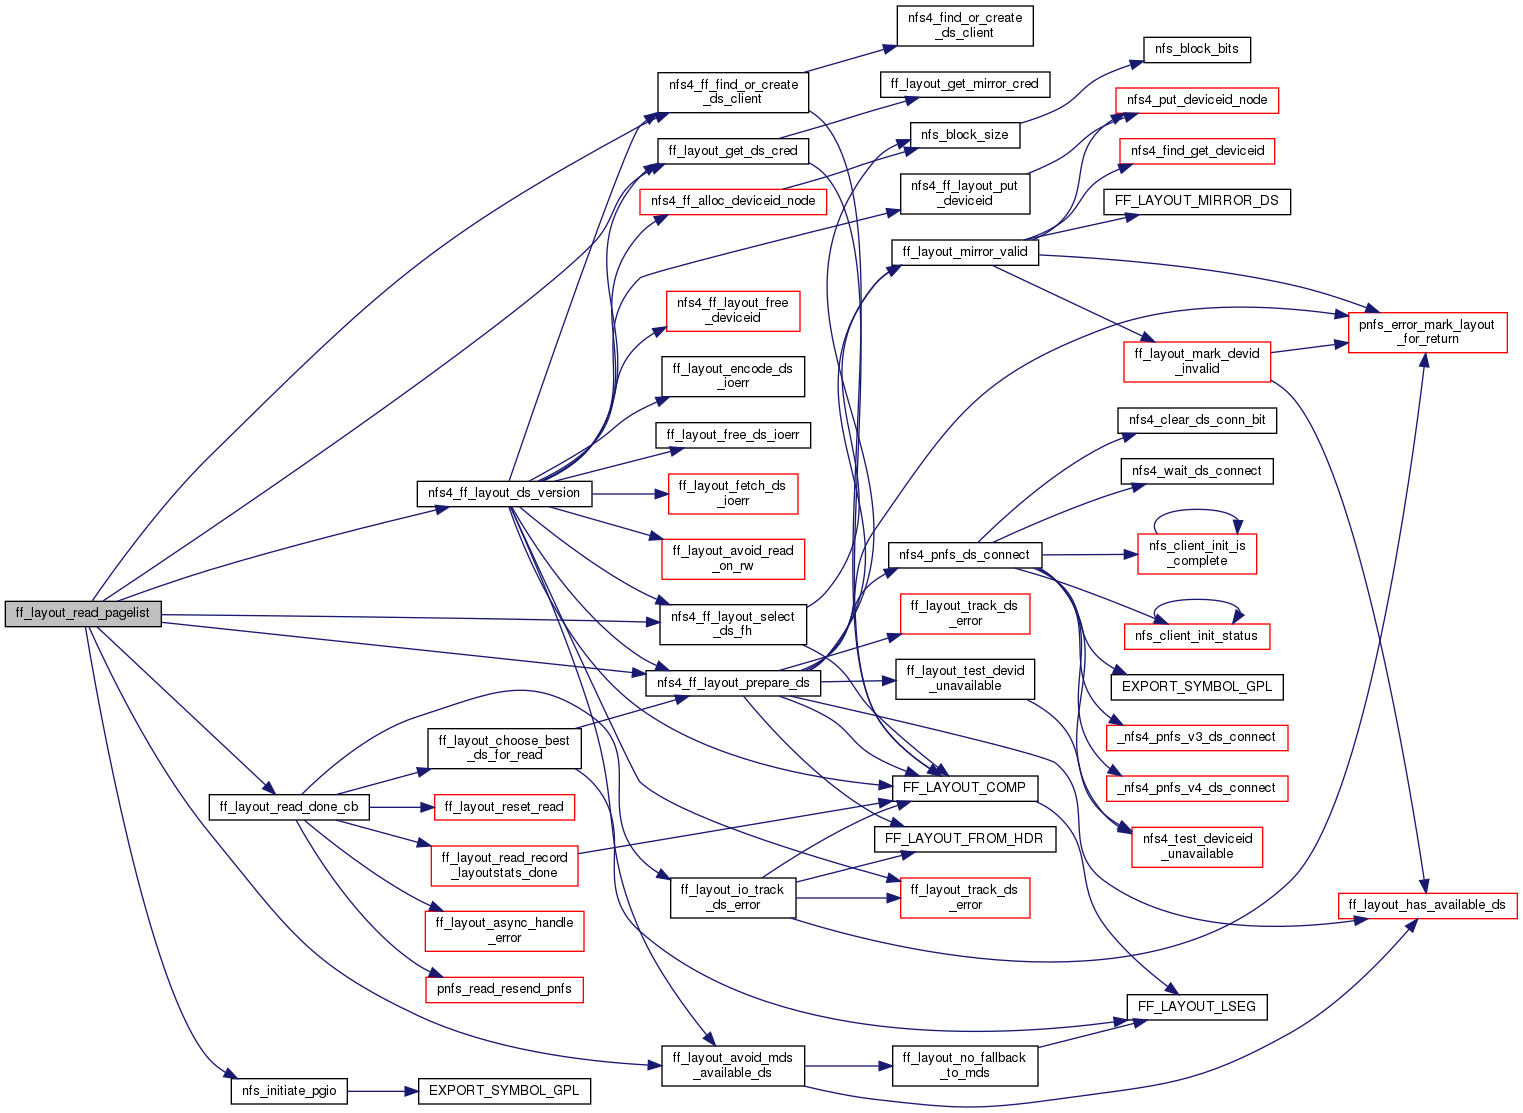 nfs4_find_or_create
_ds_client
nfs_block_bits
nfs4_ff_find_or_create
_ds_client
ff_layout_get_mirror_cred
nfs4_put_deviceid_node
nfs_block_size
ff_layout_get_ds_cred
nfs4_find_get_deviceid
nfs4_ff_alloc_deviceid_node
nfs4_ff_layout_put
_deviceid
FF_LAYOUT_MIRROR_DS
ff_layout_mirror_valid
nfs4_ff_layout_free
_deviceid
pnfs_error_mark_layout
_for_return
ff_layout_mark_devid
_invalid
ff_layout_encode_ds
_ioerr
nfs4_clear_ds_conn_bit
ff_layout_free_ds_ioerr
nfs4_wait_ds_connect
nfs4_ff_layout_ds_version
ff_layout_fetch_ds
_ioerr
nfs4_pnfs_ds_connect
nfs_client_init_is
_complete
ff_layout_avoid_read
_on_rw
ff_layout_read_pagelist
nfs4_ff_layout_select
_ds_fh
ff_layout_track_ds
_error
nfs_client_init_status
nfs4_ff_layout_prepare_ds
ff_layout_test_devid
_unavailable
EXPORT_SYMBOL_GPL
ff_layout_choose_best
_ds_for_read
_nfs4_pnfs_v3_ds_connect
_nfs4_pnfs_v4_ds_connect
FF_LAYOUT_COMP
ff_layout_read_done_cb
ff_layout_reset_read
FF_LAYOUT_FROM_HDR
nfs4_test_deviceid
_unavailable
ff_layout_read_record
_layoutstats_done
ff_layout_io_track
_ds_error
ff_layout_track_ds
_error
ff_layout_has_available_ds
ff_layout_async_handle
_error
pnfs_read_resend_pnfs
FF_LAYOUT_LSEG
ff_layout_avoid_mds
_available_ds
ff_layout_no_fallback
_to_mds
nfs_initiate_pgio
EXPORT_SYMBOL_GPL